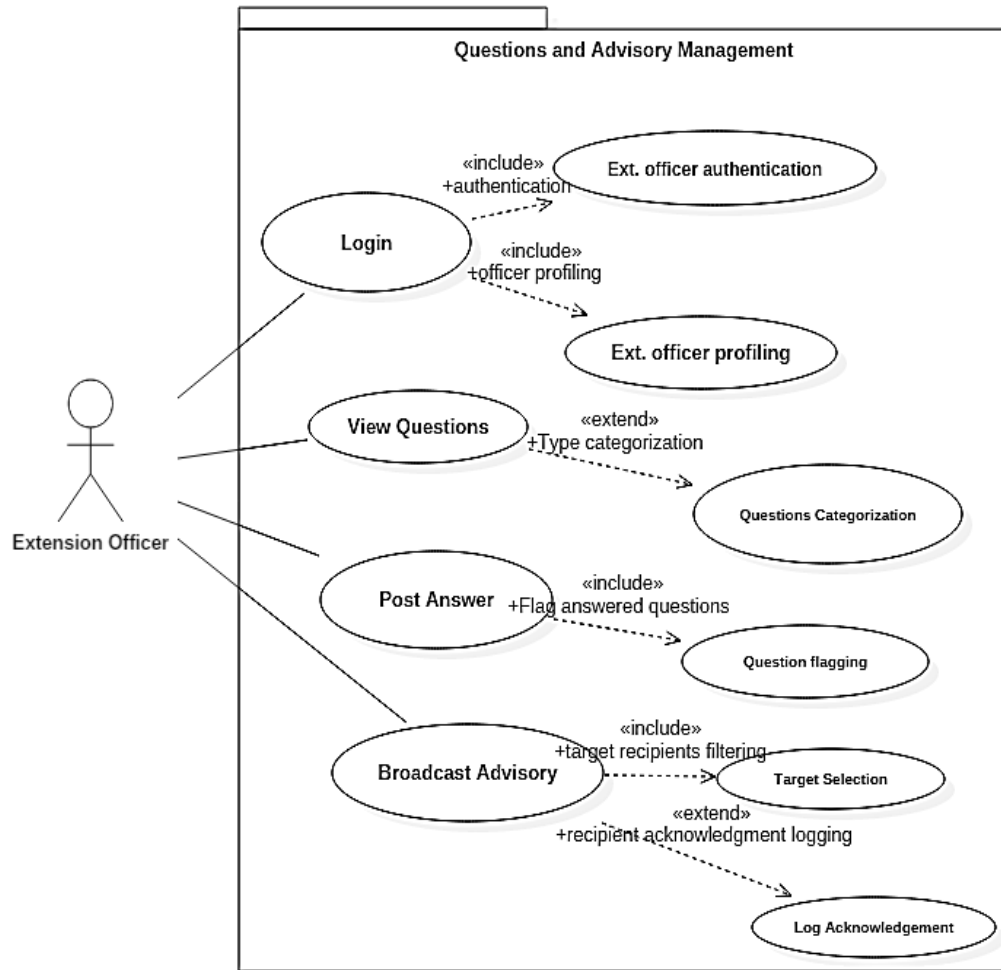 Questions and Advisory Management
«include»
+authentication
Ext. officer authentication
Login
«include»
+officer profiling
Ext. officer profiling
View Questions
«extend»
+Type categorization
Questions Categorization
Extension Officer
Post Answer
«include»
+Flag answered questions
Question flagging
Broadcast Advisory
«include»
+target recipients filtering
Target Selection
«extend»
+recipient acknowledgment logging
Log Acknowledgement